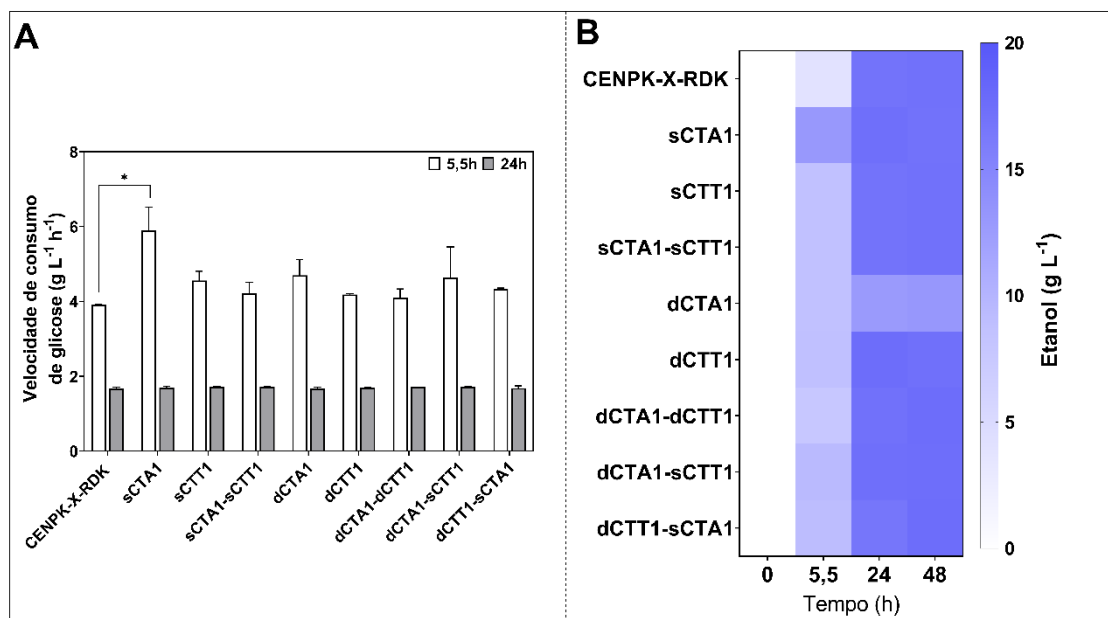 A
Velocidade de consumo
de glicose (g L⁻¹ h⁻¹)
8
6
4
2
0
*
5,5h
24h
CENPK-X-RDK
sCTA1
sCTT1
sCTA1-sCTT1
dCTA1
dCTT1
dCTA1-dCTT1
dCTA1-sCTT1
dCTT1-sCTA1
B
CENPK-X-RDK
sCTA1
sCTT1
sCTA1-sCTT1
dCTA1
dCTT1
dCTA1-dCTT1
dCTA1-sCTT1
dCTT1-sCTA1
0 5,5 24 48
Tempo (h)
20
15
10
5
0
Etanol (g L⁻¹)